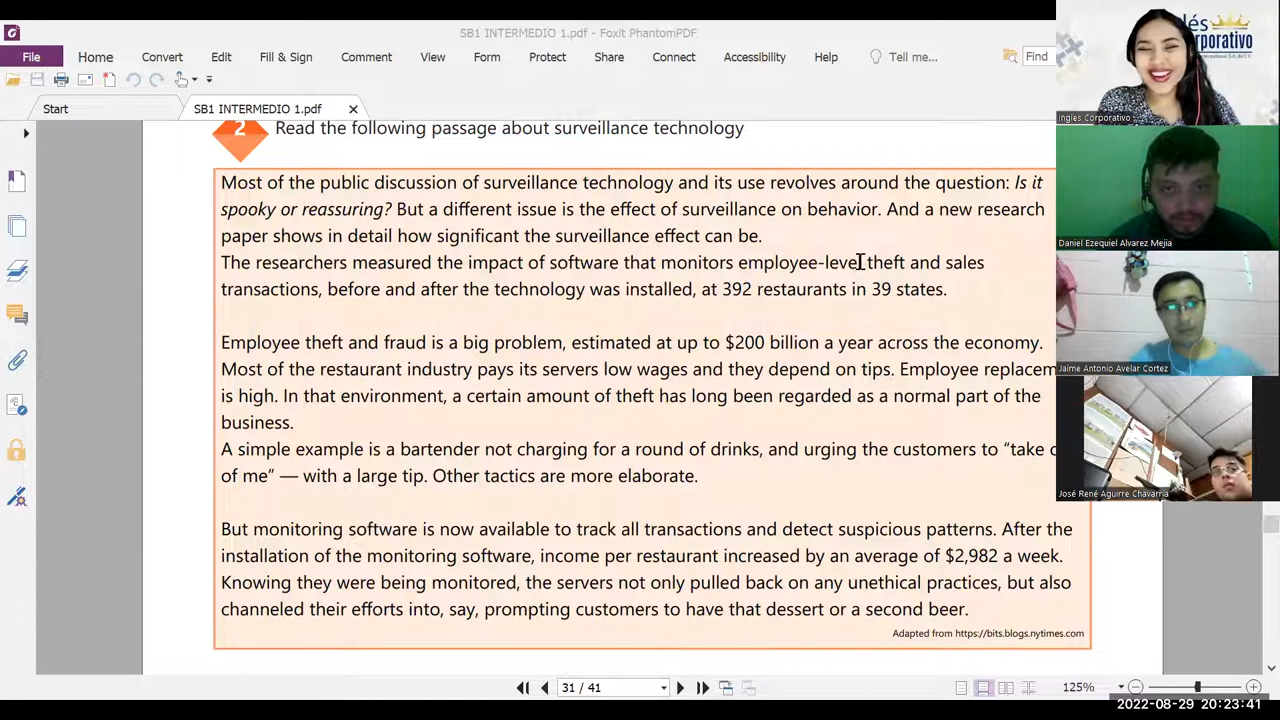 SB1 INTERMEDIO 1.pdf - Foxit PhantomPDF
File Home Convert Edit Fill & Sign Comment View Form Protect Share Connect Accessibility Help Tell me... Find
Start SB1 INTERMEDIO 1.pdf
2 Read the following passage about surveillance technology
Most of the public discussion of surveillance technology and its use revolves around the question: Is it
spooky or reassuring? But a different issue is the effect of surveillance on behavior. And a new research
paper shows in detail how significant the surveillance effect can be.
The researchers measured the impact of software that monitors employee-level theft and sales
transactions, before and after the technology was installed, at 392 restaurants in 39 states.
Employee theft and fraud is a big problem, estimated at up to $200 billion a year across the economy.
Most of the restaurant industry pays its servers low wages and they depend on tips. Employee replacem
is high. In that environment, a certain amount of theft has long been regarded as a normal part of the
business.
A simple example is a bartender not charging for a round of drinks, and urging the customers to “take c
of me” — with a large tip. Other tactics are more elaborate.
But monitoring software is now available to track all transactions and detect suspicious patterns. After the
installation of the monitoring software, income per restaurant increased by an average of $2,982 a week.
Knowing they were being monitored, the servers not only pulled back on any unethical practices, but also
channeled their efforts into, say, prompting customers to have that dessert or a second beer.
Adapted from https://bits.blogs.nytimes.com
31 / 41
125%
Ingles Corporativo
Daniel Ezequiel Alvarez Mejia
Jaime Antonio Avelar Cortez
José René Aguirre Chavarria
2022-08-29 20:23:41